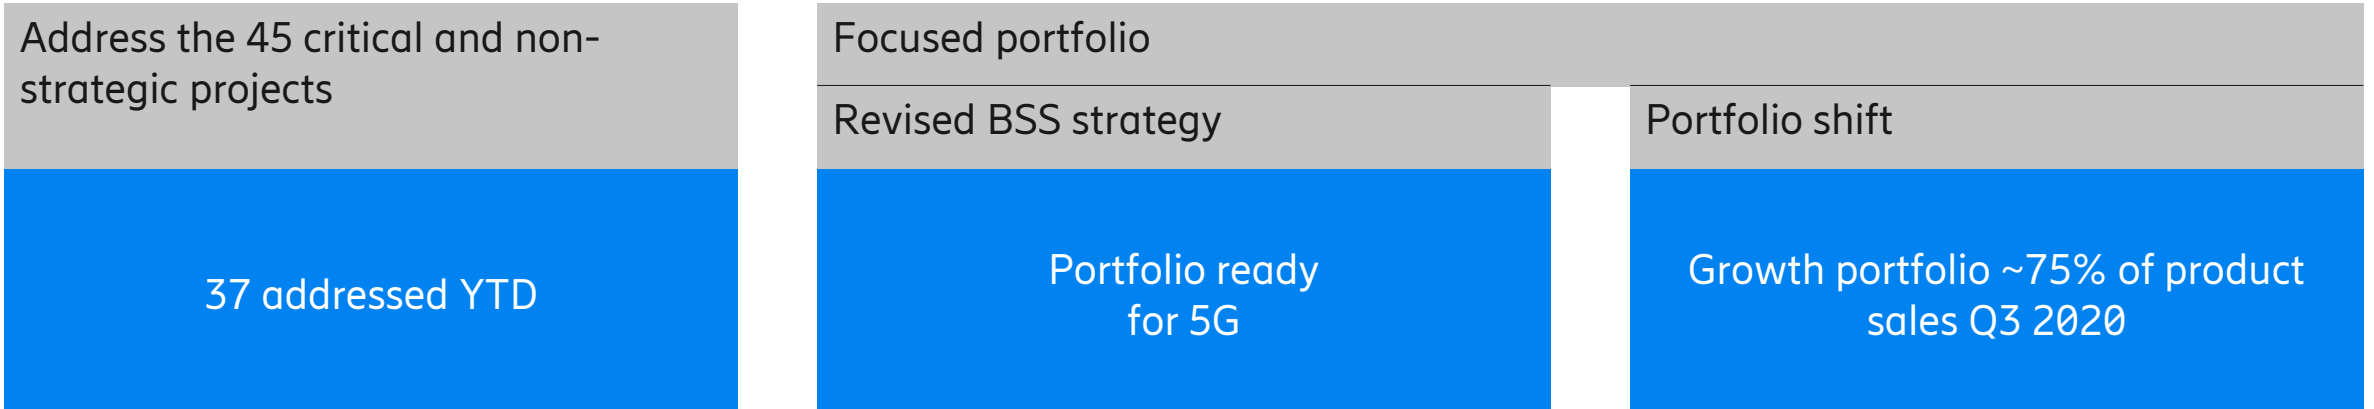 Address the 45 critical and non-
strategic projects
37 addressed YTD
Focused portfolio
Revised BSS strategy
Portfolio ready
for 5G
Portfolio shift
Growth portfolio ~75% of product
sales Q3 2020